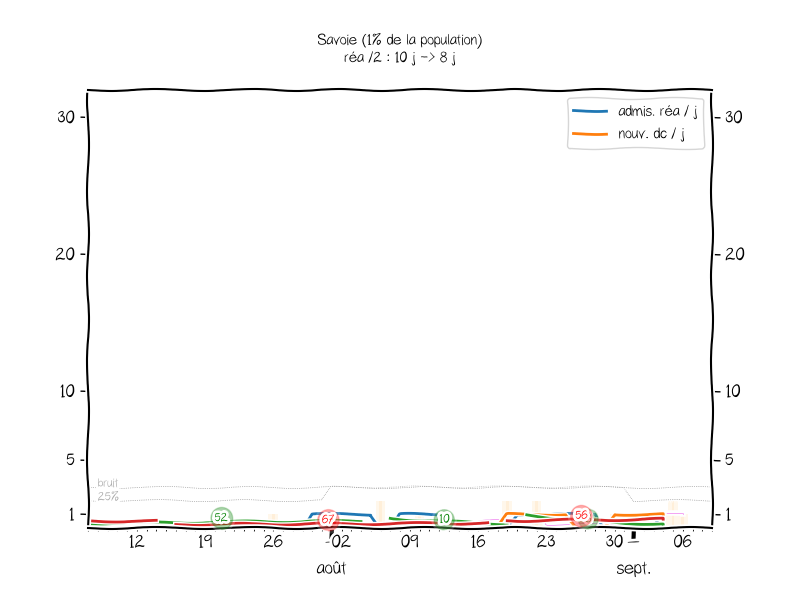 Savoie (1% de la population)
réa /2 : 10 j -> 8 j
30
30
admis. réa / j
nouv. dc / j
20
20
10
10
5
5
bruit
25%
1
52
67
10
56
1
12 19 26 02 09 16 23 30 06
août sept.